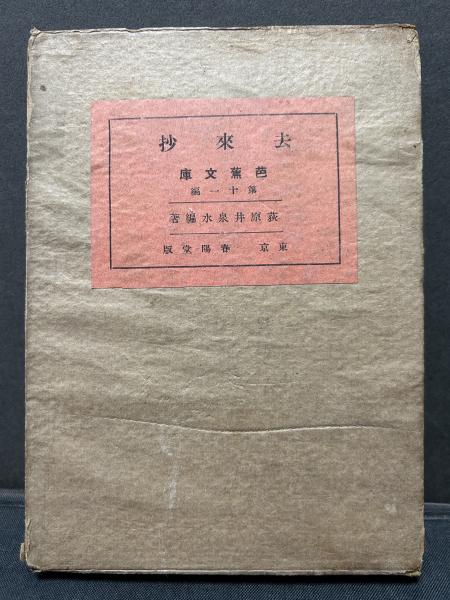 去來抄
芭蕉文庫
第十一編
荻原井泉水編著
東京 春陽堂版